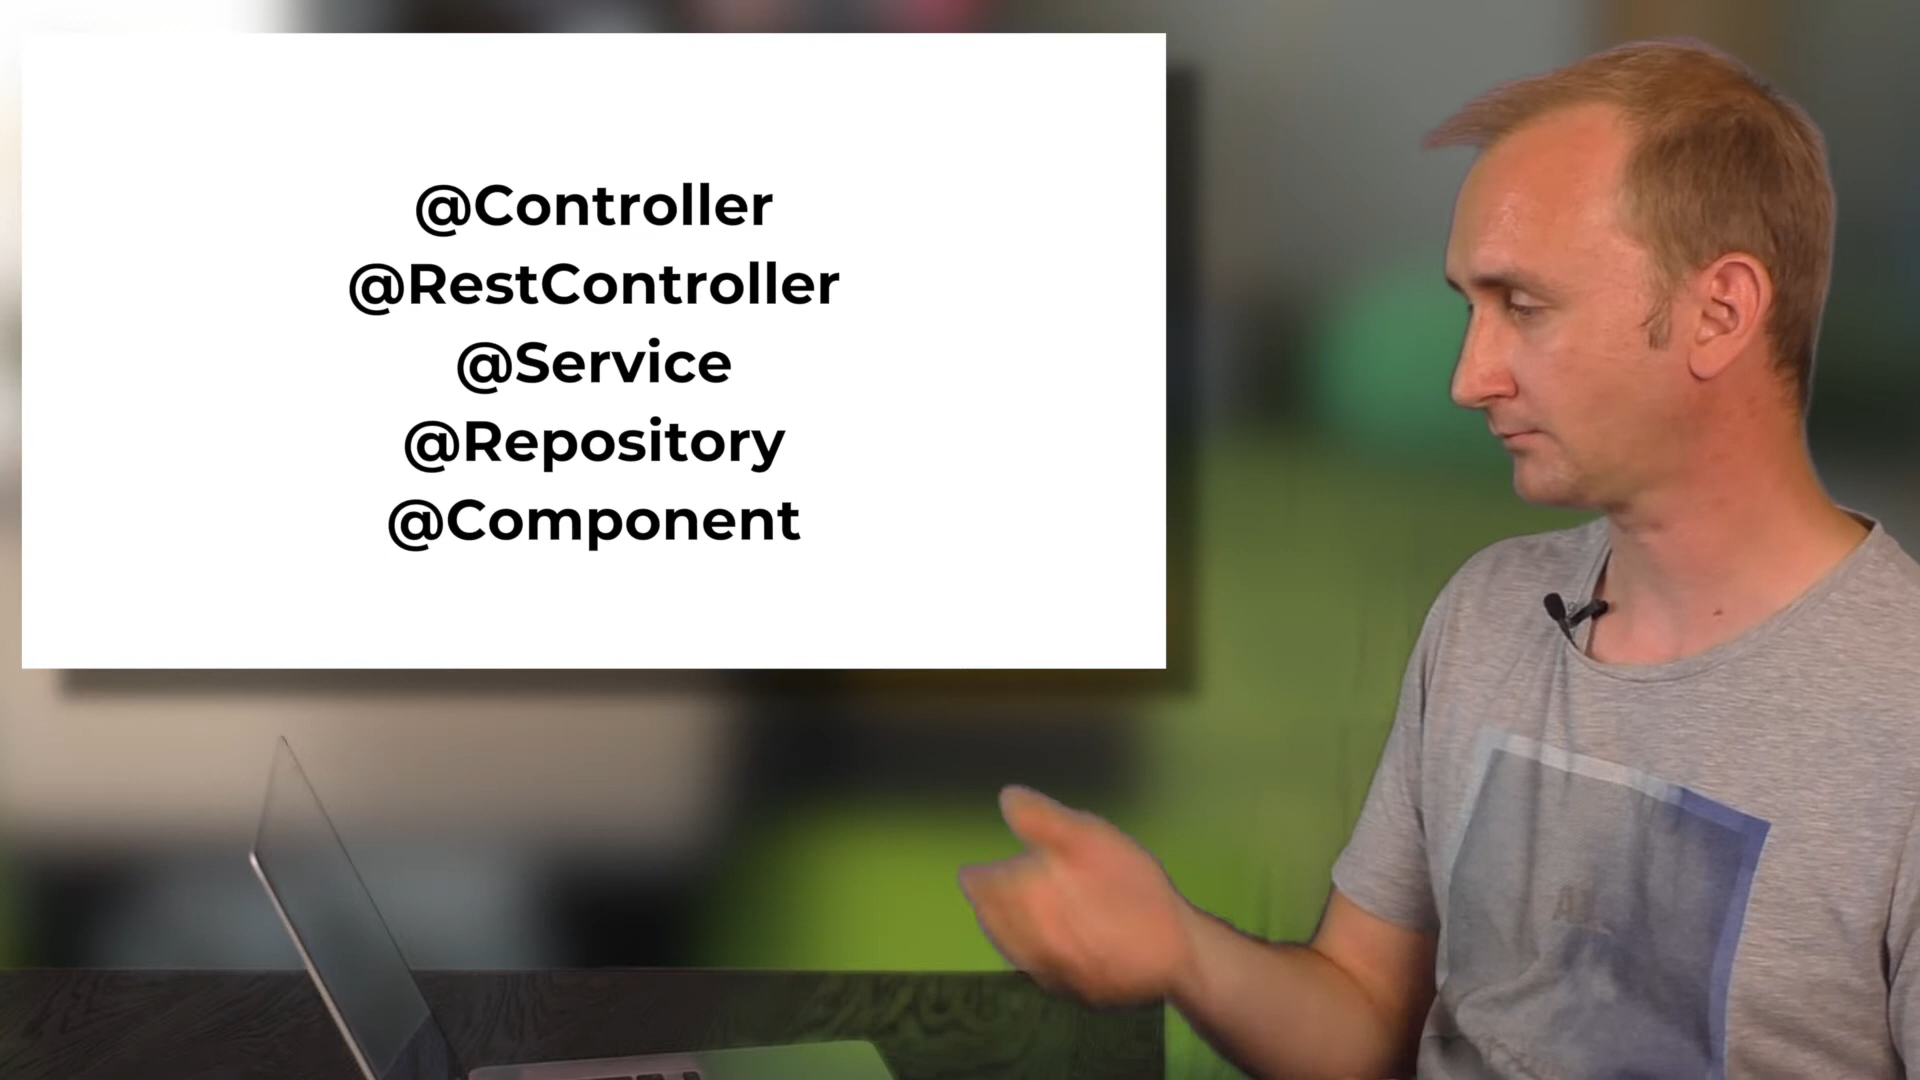 @Controller
@RestController
@Service
@Repository
@Component